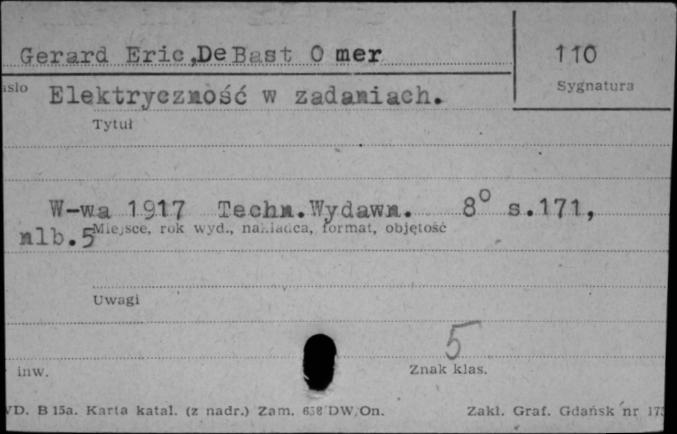 Gerard Eric,De Bast Omer
110
Sygnatura
Elektryczność w zadaniach.
Tytuł
W-wa 1917 Techn.Wydawn. 8° s.171,
nlb.5
Miejsce, rok wyd., nakładca, format, objętość
Uwagi
5
inw.
Znak klas.
VD. B 15a. Karta katal. (z nadr.) Zam. 638 DW/On.
Zakł. Graf. Gdańsk nr